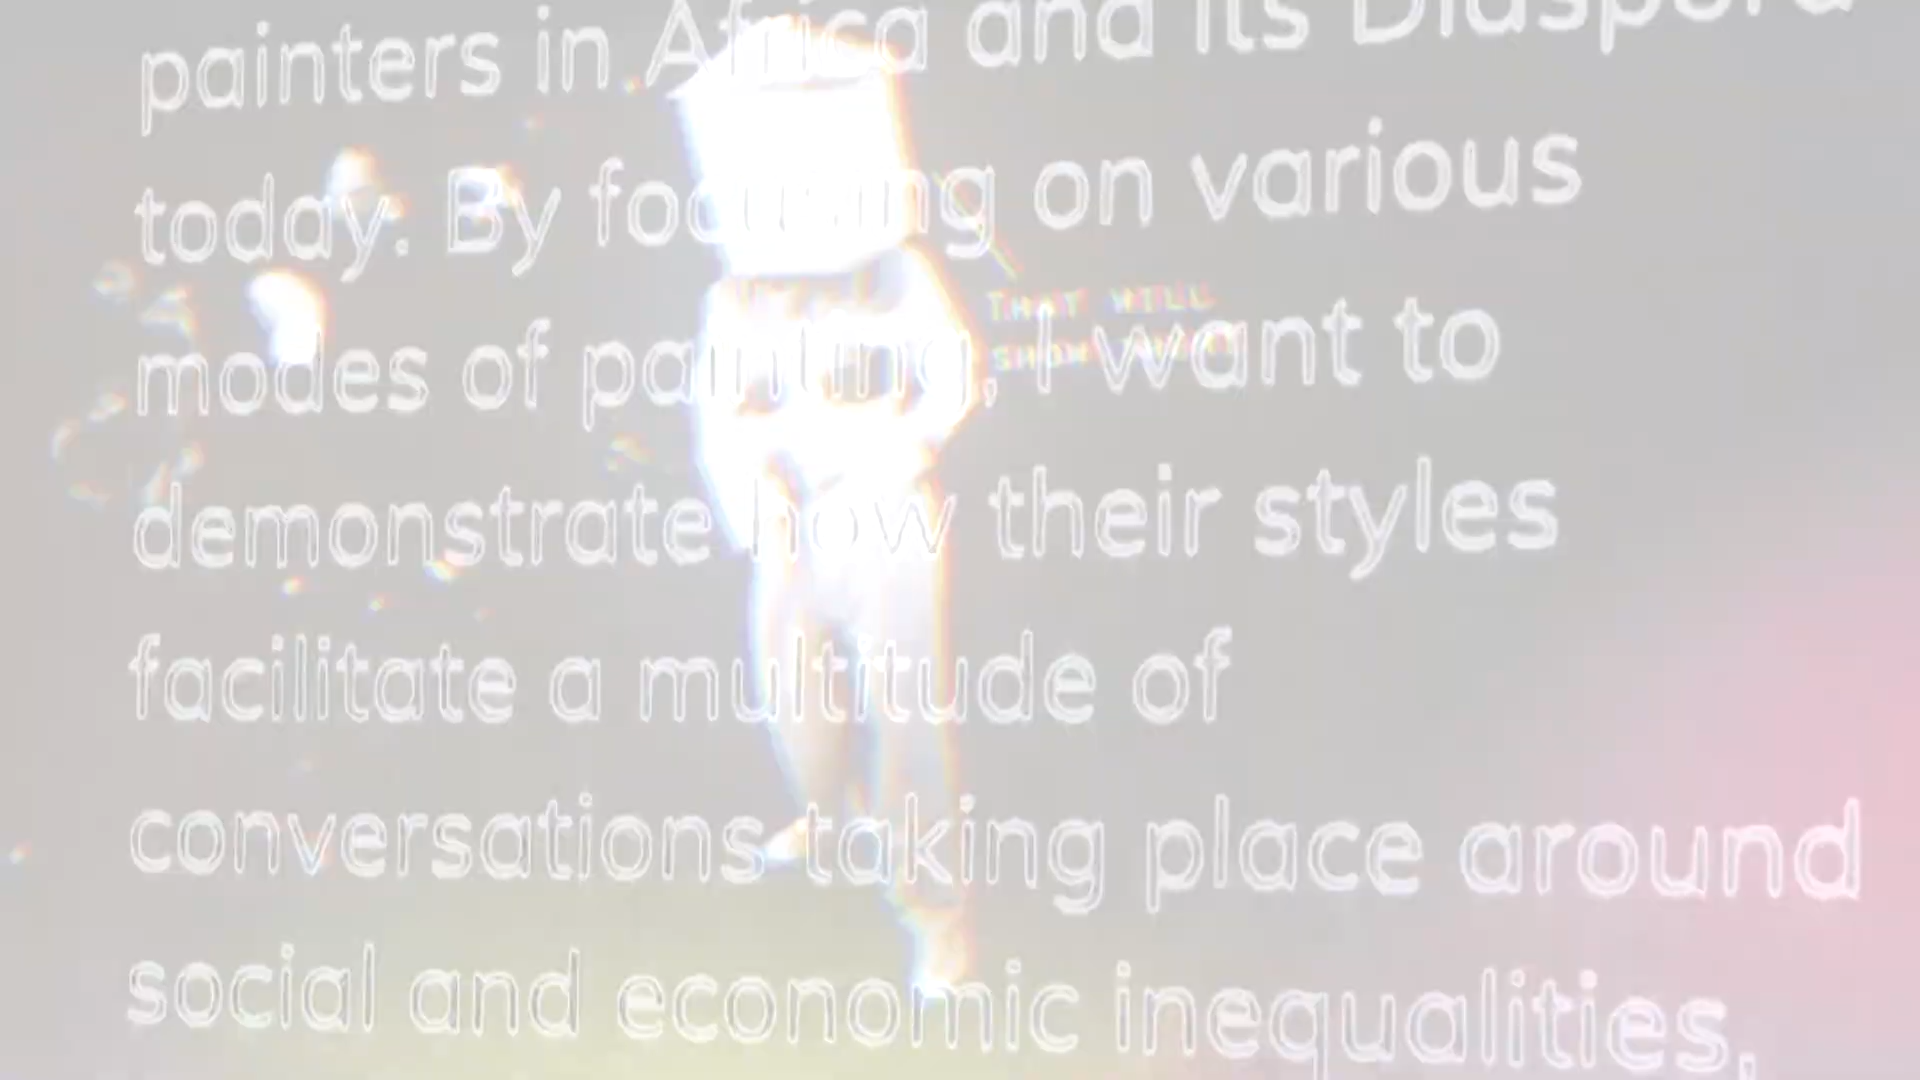 painters in Africa and its Diaspora
today. By focusing on various
THAT WILL
modes of painting, I want to
demonstrate how their styles
facilitate a multitude of
conversations taking place around
social and economic inequalities,